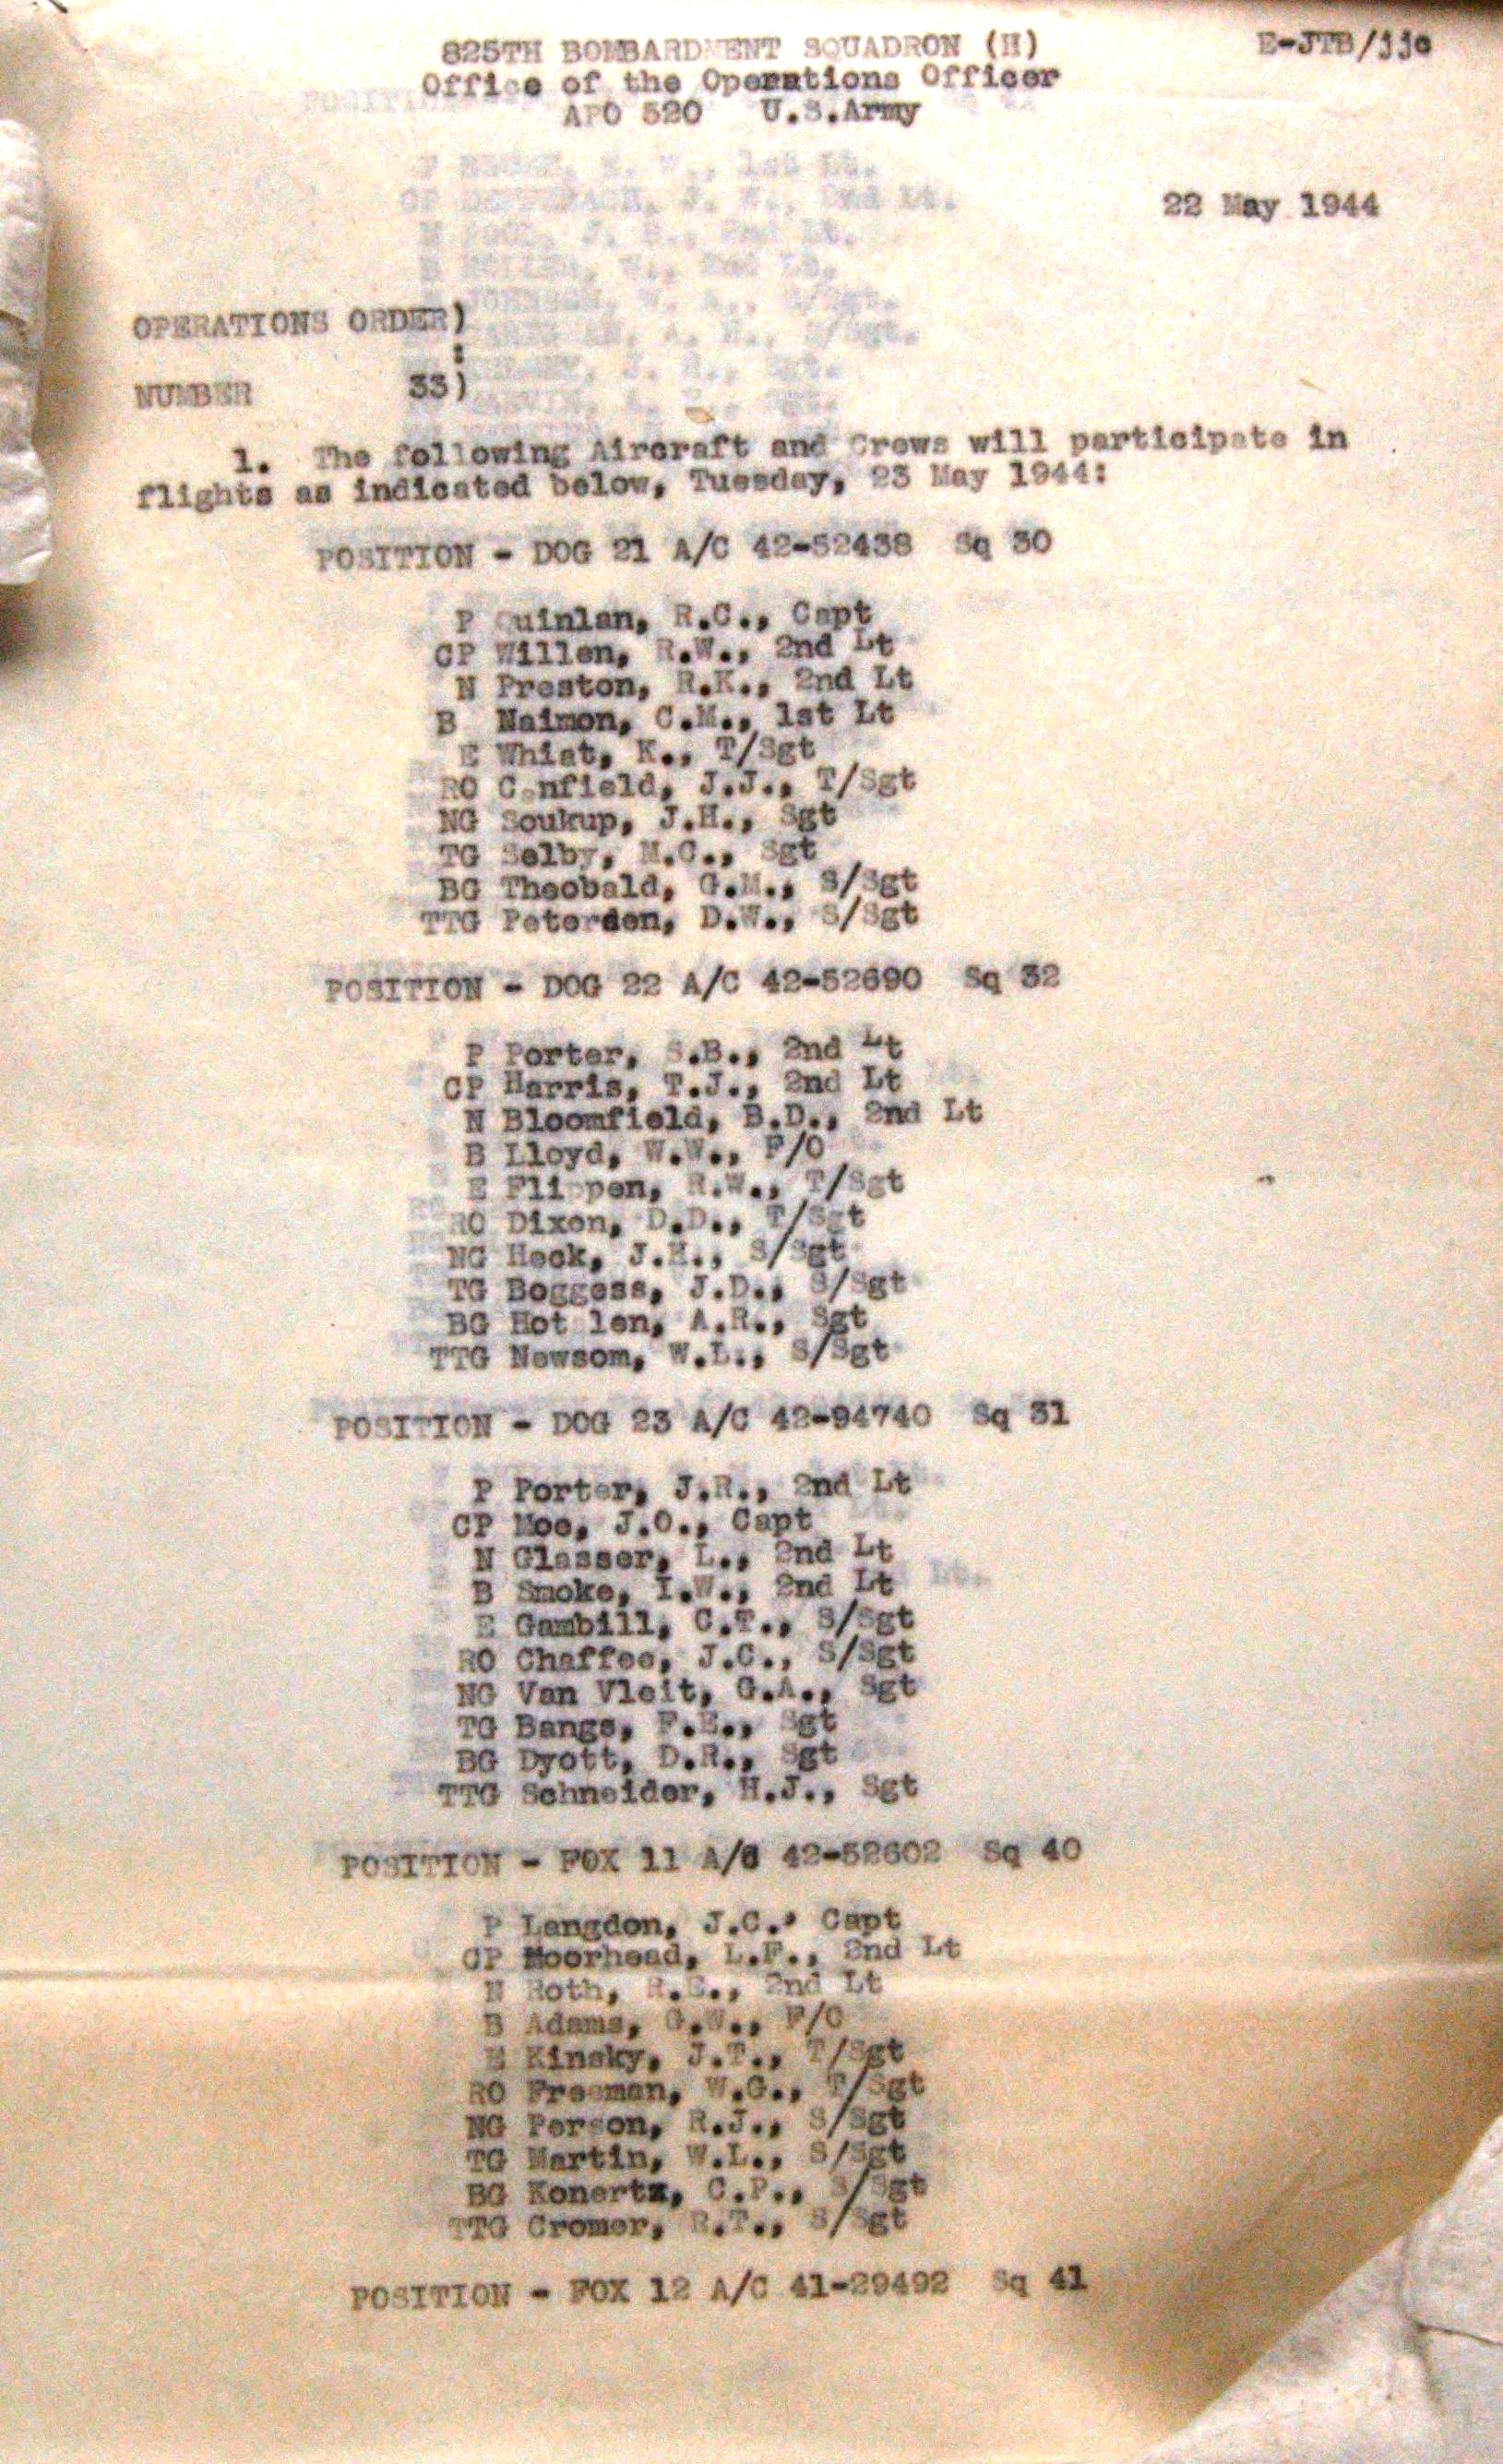 825TH BOMBARDMENT SQUADRON (H) E-JTB/jjc
Office of the Operations Officer
APO 520 U.S.Army
22 May 1944
OPERATIONS ORDER)
:
NUMBER 33)
1. The following Aircraft and Crews will participate in
flights as indicated below, Tuesday, 23 May 1944:
POSITION - DOG 21 A/C 42-52438 Sq 30
P Quinlan, R.C., Capt
CP Willen, R.W., 2nd Lt
N Preston, R.K., 2nd Lt
B Naimon, C.M., 1st Lt
E Whist, K., T/Sgt
RO Canfield, J.J., T/Sgt
NG Soukup, J.H., Sgt
TG Selby, M.C., Sgt
BG Theobald, G.M., S/Sgt
TTG Peterden, D.W., S/Sgt
POSITION - DOG 22 A/C 42-52690 Sq 32
P Porter, S.B., 2nd Lt
CP Harris, T.J., 2nd Lt
N Bloomfield, B.D., 2nd Lt
B Lloyd, W.W., F/O
E Flippen, R.W., T/Sgt
RO Dixon, D.D., T/Sgt
NG Heck, S/Sgt
TG Boggess, J.D., S/Sgt
BG A.R., Sgt
TTG Newsom, W.L., S/Sgt
POSITION - DOG 23 A/C 42-94740 Sq 31
P Porter, J.R., 2nd Lt
CP Moe, J.O., Capt
N Glasser, L., 2nd Lt
B Smoke, I.W., 2nd Lt
E Gambill, C.T., S/Sgt
RO Chaffee, J.C., S/Sgt
NG Van Vleit, G.A., Sgt
TG Bangs, F.E., Sgt
BG Dyott, D.R., Sgt
TTG Schneider, H.J., Sgt
POSITION - FOX 11 A/C 42-52602 Sq 40
P Langdon, J.C., Capt
CP Moorhead, L.F., 2nd Lt
N Roth, 2nd Lt
B Adams, G.W., F/O
E Kinsky, J.T., T/Sgt
RO Freeman, W.G., T/Sgt
NG Person, R.J., S/Sgt
TG Martin, W.L., S/Sgt
BG Konertz, C.P., S/Sgt
TTG Cromer, R.T., S/Sgt
POSITION - FOX 12 A/C 41-29492 Sq 41